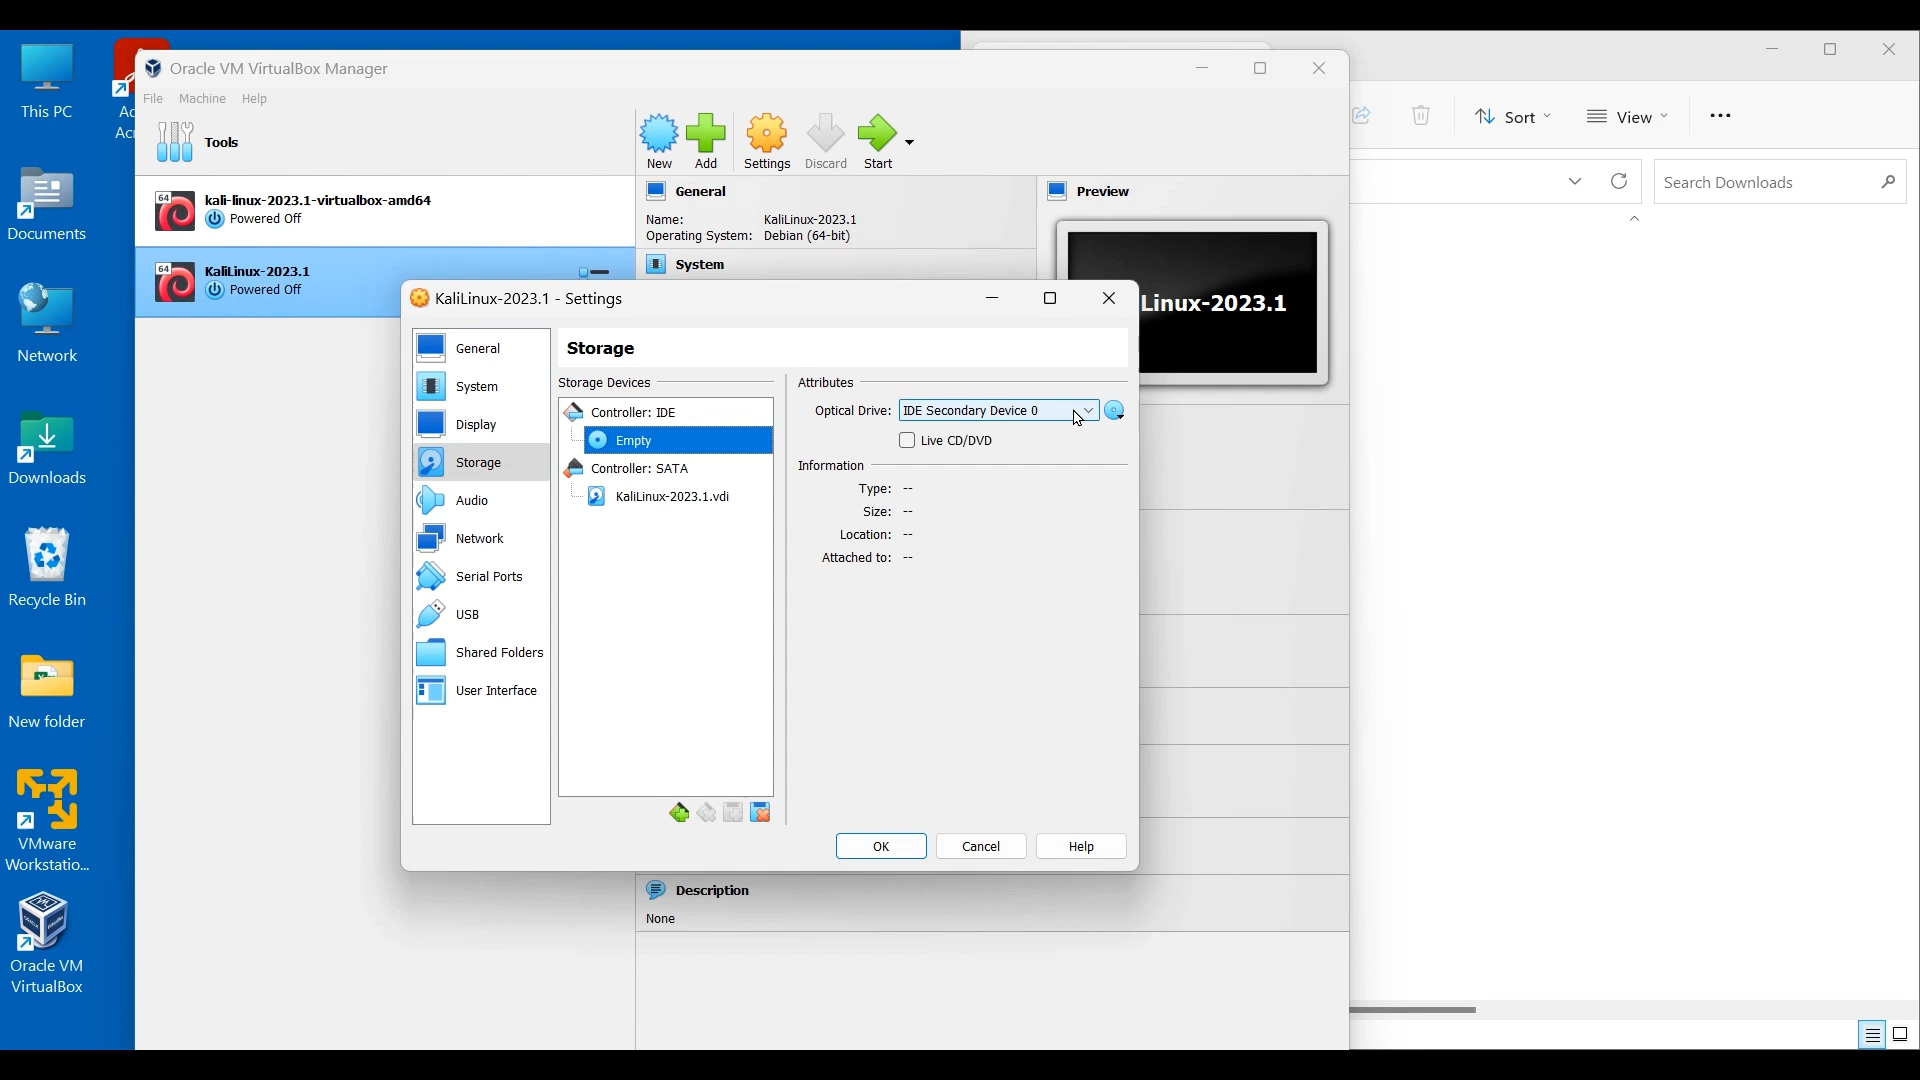 This PC
Documents
Network
Downloads
Recycle Bin
New folder
VMware
Workstatio...
Oracle VM
VirtualBox
Oracle VM VirtualBox Manager
File Machine Help
Tools
New Add Settings Discard Start
64
kali-linux-2023.1-virtualbox-amd64
Powered Off
64
KaliLinux-2023.1
Powered Off
General
Name: KaliLinux-2023.1
Operating System: Debian (64-bit)
System
Preview
Linux-2023.1
KaliLinux-2023.1 - Settings
General
System
Display
Storage
Audio
Network
Serial Ports
USB
Shared Folders
User Interface
Storage
Storage Devices
Controller: IDE
Empty
Controller: SATA
KaliLinux-2023.1.vdi
Attributes
Optical Drive: IDE Secondary Device 0
Live CD/DVD
Information
Type: --
Size: --
Location: --
Attached to: --
OK Cancel Help
Description
None
Sort View
Search Downloads